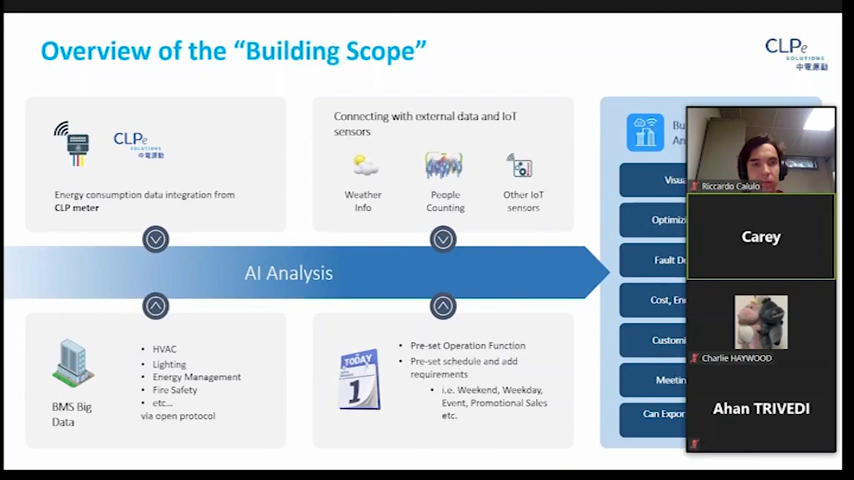 Overview of the “Building Scope”
CLPe
SOLUTIONS
中電源動
CLPe
SOLUTIONS
中電源動
Energy consumption data integration from
CLP meter
Connecting with external data and IoT
sensors
Weather
Info
People
Counting
Other IoT
sensors
AI Analysis
BMS Big
Data
• HVAC
• Lighting
• Energy Management
• Fire Safety
• etc...
via open protocol
TODAY
1
• Pre-set Operation Function
• Pre-set schedule and add
requirements
• i.e. Weekend, Weekday,
Event, Promotional Sales
etc.
Cost,
Can
Riccardo Calulo
Carey
Charlie HAYWOOD
Ahan TRIVEDI